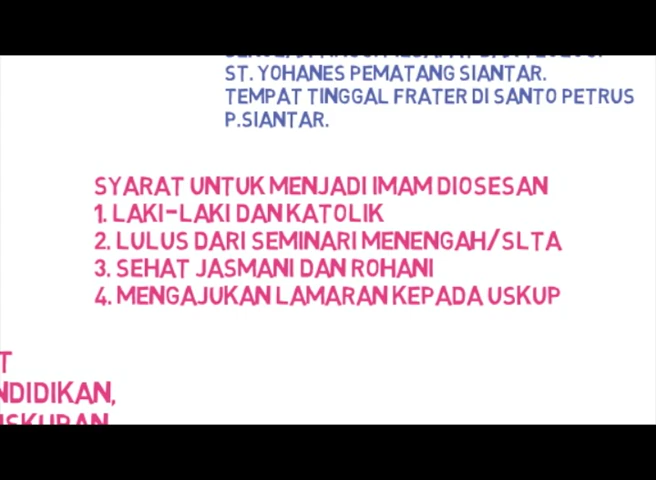 ST. YOHANES PEMATANG SIANTAR.
TEMPAT TINGGAL FRATER DI SANTO PETRUS
P.SIANTAR.
SYARAT UNTUK MENJADI IMAM DIOSESAN
1. LAKI-LAKI DAN KATOLIK
2. LULUS DARI SEMINARI MENENGAH/SLTA
3. SEHAT JASMANI DAN ROHANI
4. MENGAJUKAN LAMARAN KEPADA USKUP
T
NDIDIKAN,